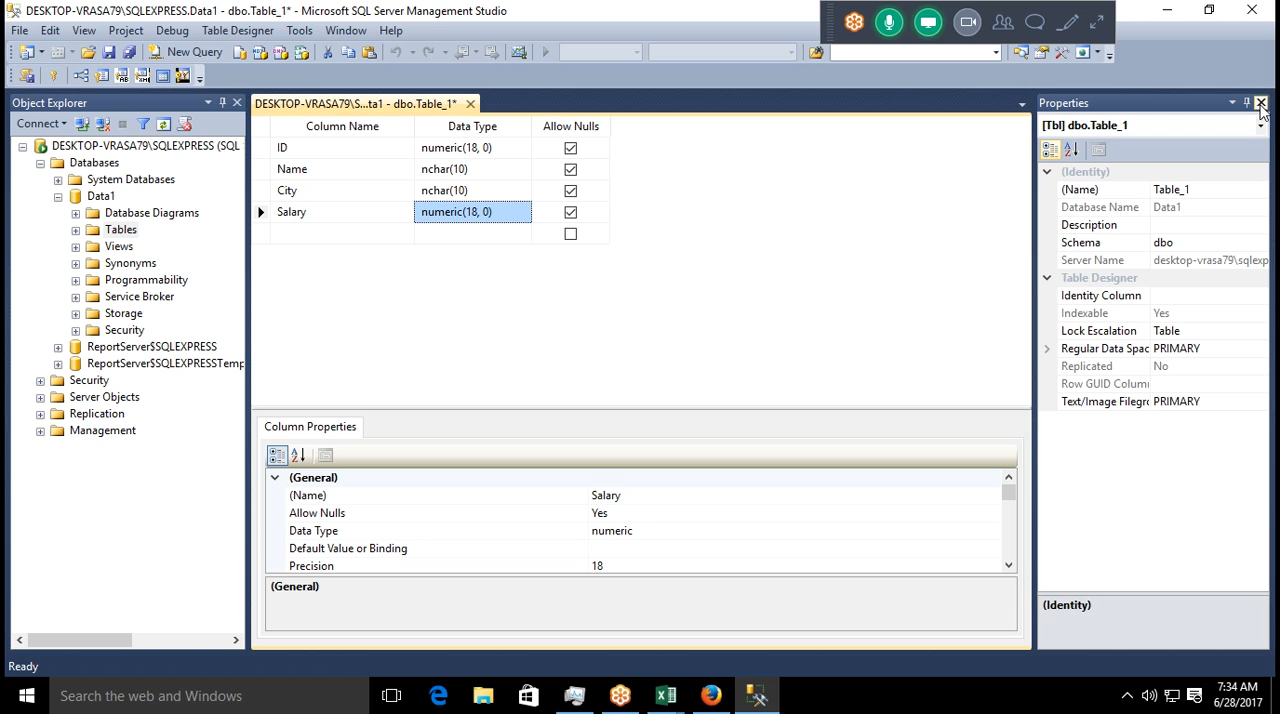 DESKTOP-VRASA79\SQLEXPRESS.Data1 - dbo.Table_1* - Microsoft SQL Server Management Studio
File Edit View Project Debug Table Designer Tools Window Help
New Query
Object Explorer
DESKTOP-VRASA79\S...ta1 - dbo.Table_1*
Properties
Connect
[Tbl] dbo.Table_1
DESKTOP-VRASA79\SQLEXPRESS (SQL
Databases
System Databases
Data1
Database Diagrams
Tables
Views
Synonyms
Programmability
Service Broker
Storage
Security
ReportServer$SQLEXPRESS
ReportServer$SQLEXPRESSTemp
Security
Server Objects
Replication
Management
Column Name Data Type Allow Nulls
ID numeric(18, 0)
Name nchar(10)
City nchar(10)
Salary numeric(18, 0)
Column Properties
(General)
(Name) Salary
Allow Nulls Yes
Data Type numeric
Default Value or Binding
Precision 18
(General)
(Identity)
(Name) Table_1
Database Name Data1
Description
Schema dbo
Server Name desktop-vrasa79\sqlexp
Table Designer
Identity Column
Indexable Yes
Lock Escalation Table
Regular Data Spac PRIMARY
Replicated No
Row GUID Colum
Text/Image Filegro PRIMARY
(Identity)
Ready
Search the web and Windows
7:34 AM
6/28/2017